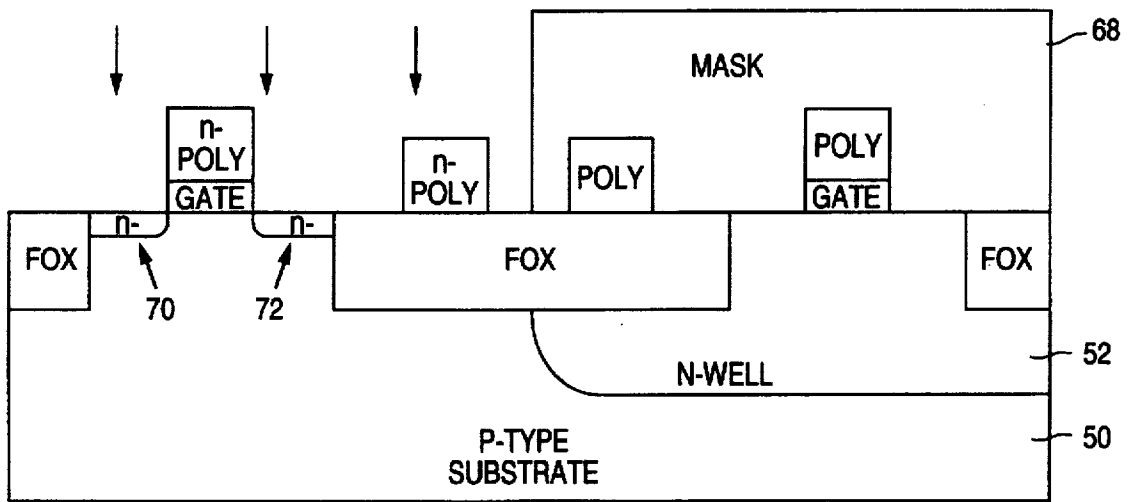 68
MASK
n-
POLY
GATE
n-
POLY
POLY
POLY
GATE
FOX
n-
n-
FOX
FOX
70
72
52
N-WELL
50
P-TYPE
SUBSTRATE